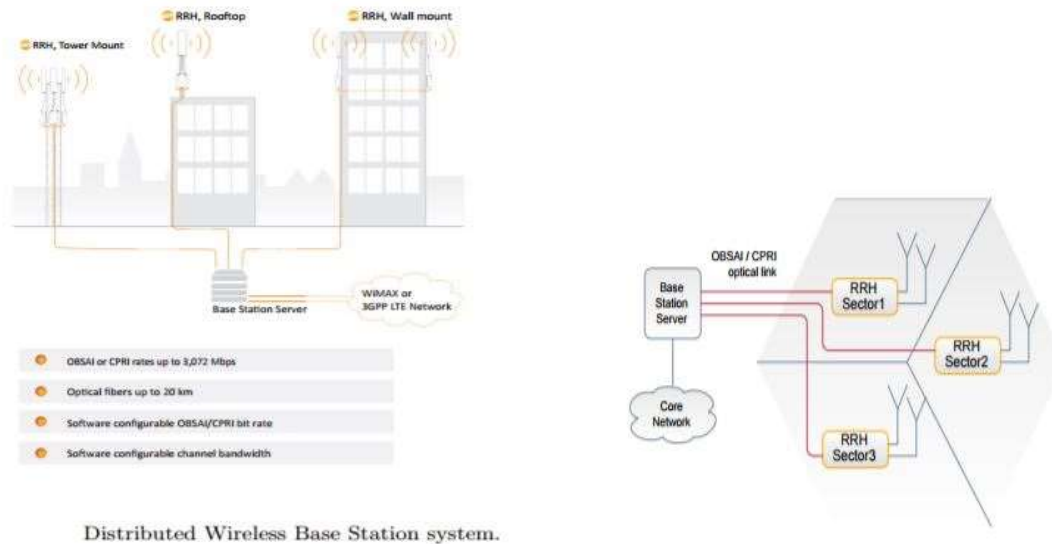 RRH, Rooftop
RRH, Wall mount
RRH, Tower Mount
Base Station Server
WiMAX or
3GPP LTE Network
OBSAI or CPRI rates up to 3,072 Mbps
Optical fibers up to 20 km
Software configurable OBSAI/CPRI bit rate
Software configurable channel bandwidth
Distributed Wireless Base Station system.
OBSAI / CPRI
optical link
Base
Station
Server
RRH
Sector1
RRH
Sector2
Core
Network
RRH
Sector3